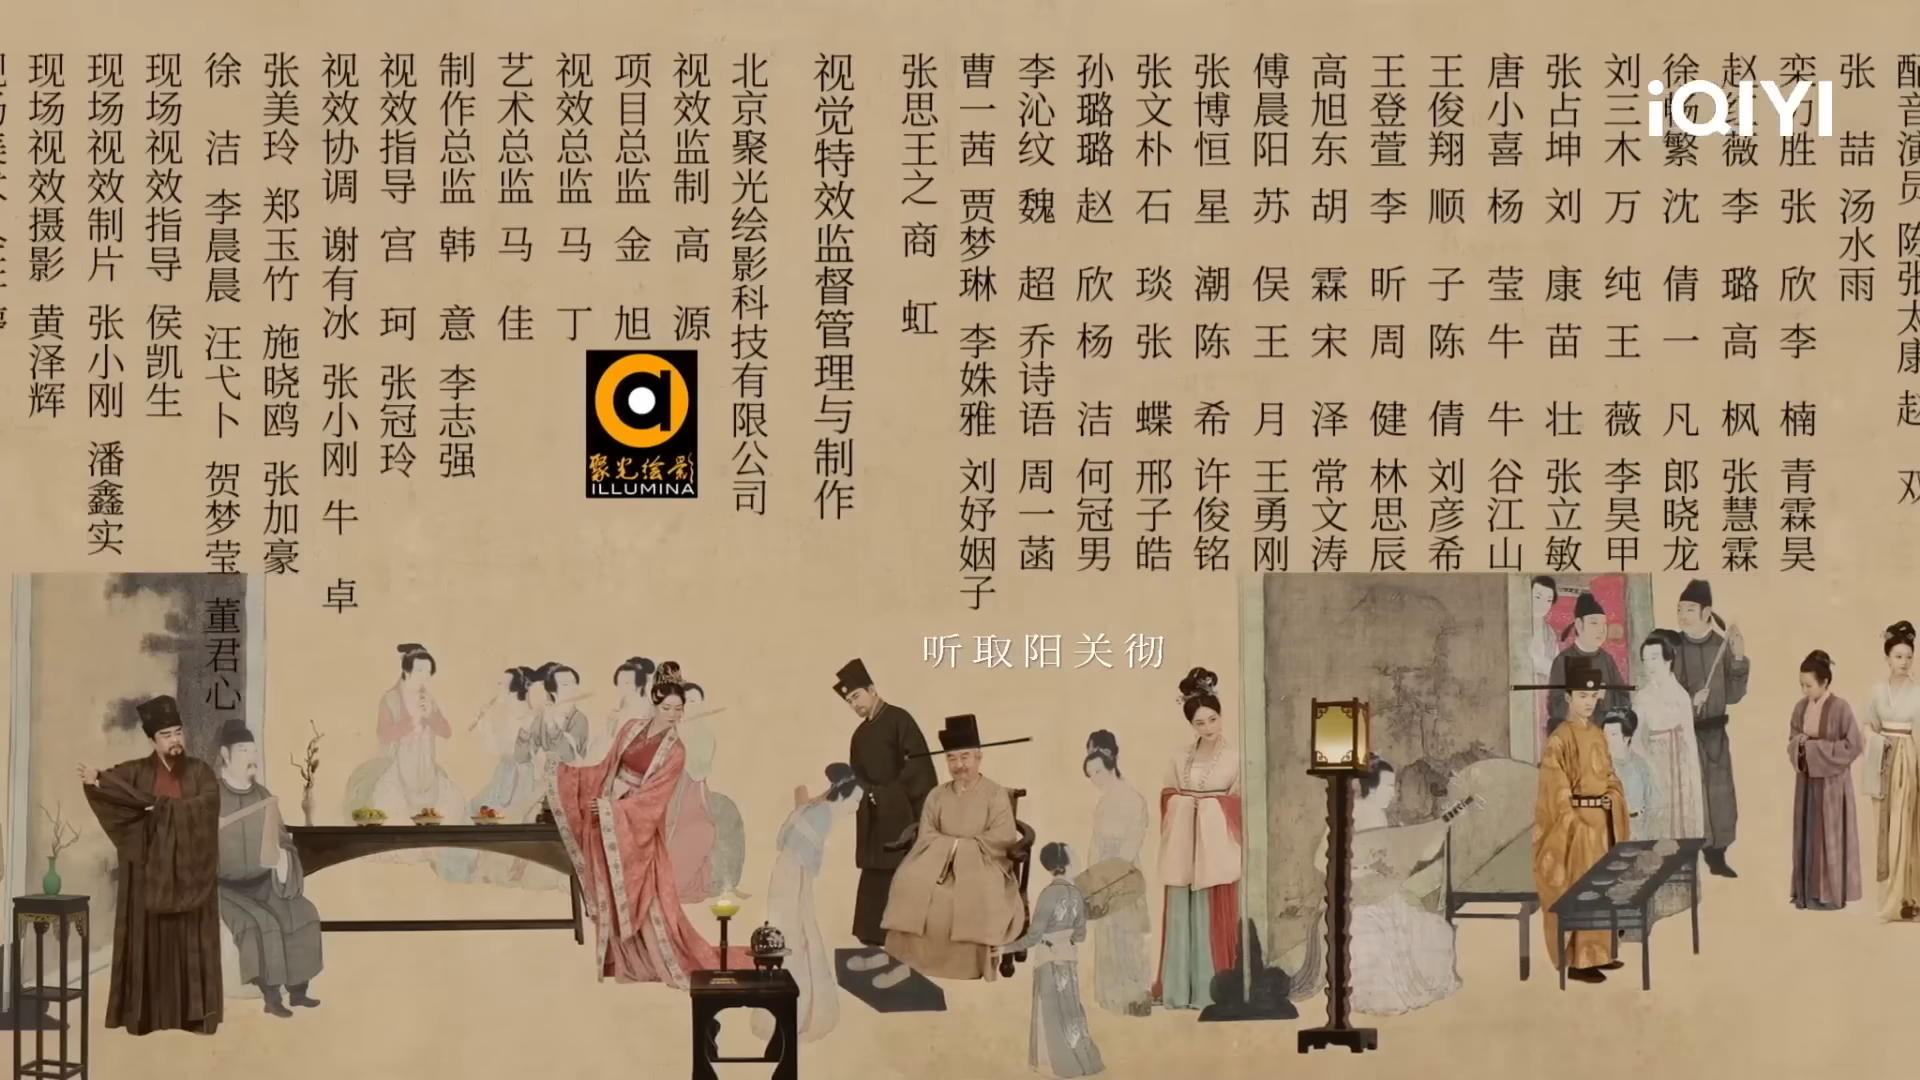 配音演员 陈张太康 赵 双
张 喆 汤水雨
张 欣 李 楠 青霖昊
李 璐 高 枫 张慧霖
沈 倩 一 凡 郎晓龙
刘三木 万 纯 王 薇 李昊甲
张占坤 刘 康 苗 壮 张立敏
唐小喜 杨 莹 牛 牛 谷江山
王俊翔 顺 子 陈 倩 刘彦希
王登萱 李 昕 周 健 林思辰
高旭东 胡 霖 宋 泽 常文涛
傅晨阳 苏 俣 王 月 王勇刚
张博恒 星 潮 陈 希 许俊铭
张文朴 石 琰 张 蝶 邢子皓
孙璐璐 赵 欣 杨 洁 何冠男
李沁纹 魏 超 乔诗语 周一菡
曹一茜 贾梦琳 李姝雅 刘妤姻子
张思王之 商 虹
视觉特效监督管理与制作
北京聚光绘影科技有限公司
视效监制 高 源
项目总监 金 旭
视效总监 马 丁
艺术总监 马 佳
制作总监 韩 意 李志强
视效指导 宫 珂 张冠玲
视效协调 谢有冰 张小刚 牛 卓
张美玲 郑玉竹 施晓鸥 张加豪
徐 洁 李晨晨 汪弋卜 贺梦莹 董君心
现场视效指导 侯凯生
现场视效制片 张小刚 潘鑫实
现场视效摄影 黄泽辉
聚光绘影
ILLUMINA
听取阳关彻
iQIYI